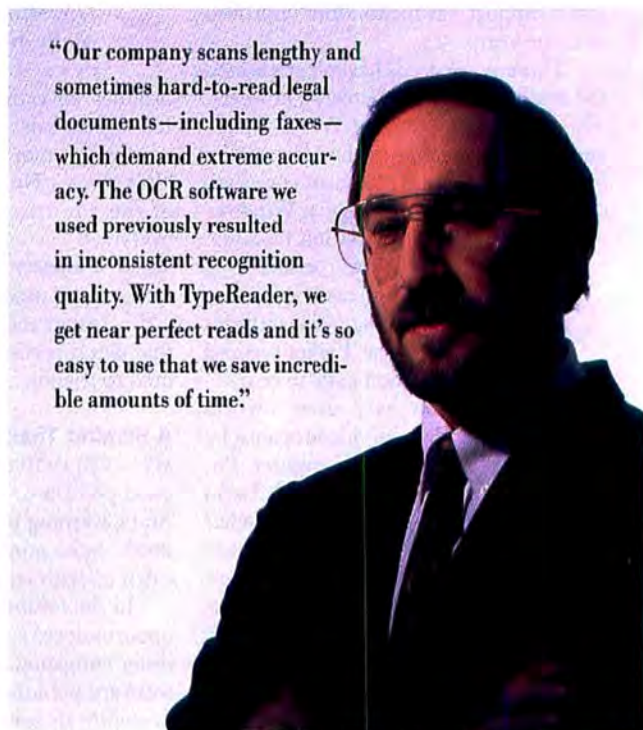 “Our company scans lengthy and
sometimes hard-to-read legal
documents—including faxes—
which demand extreme accur-
acy. The OCR software we
used previously resulted
in inconsistent recognition
quality. With TypeReader, we
get near perfect reads and it's so
easy to use that we save incredi-
ble amounts of time.”